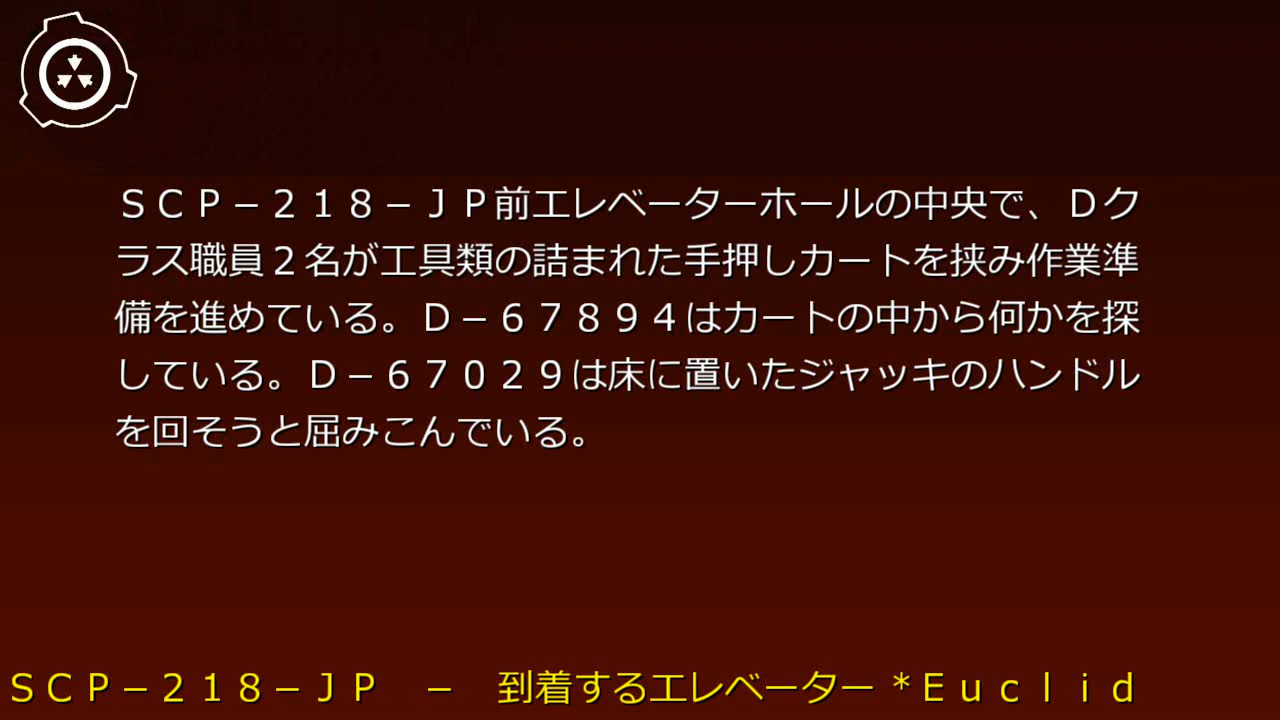 ＳＣＰ－２１８－ＪＰ前エレベーターホールの中央で、Ｄク
ラス職員２名が工具類の詰まれた手押しカートを挟み作業準
備を進めている。Ｄ－６７８９４はカートの中から何かを探
している。Ｄ－６７０２９は床に置いたジャッキのハンドル
を回そうと屈みこんでいる。
ＳＣＰ－２１８－ＪＰ　－　到着するエレベーター＊Ｅｕｃｌｉｄ